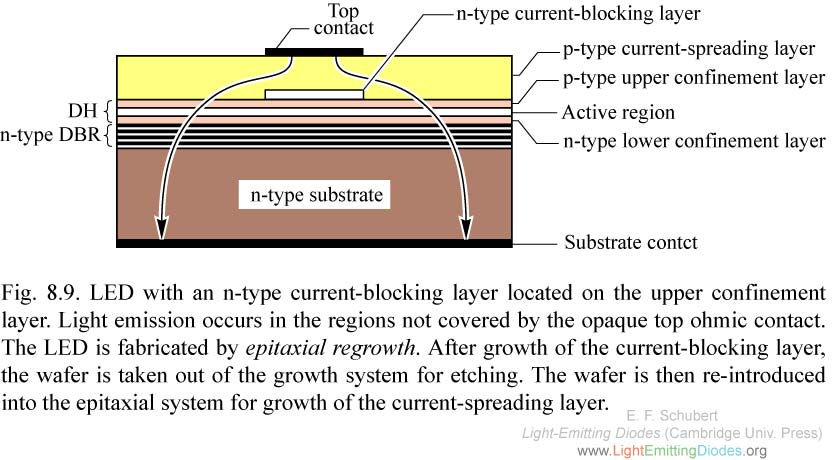 Top
contact
n-type current-blocking layer
p-type current-spreading layer
p-type upper confinement layer
DH
Active region
n-type DBR
n-type lower confinement layer
n-type substrate
Substrate contct
Fig. 8.9. LED with an n-type current-blocking layer located on the upper confinement
layer. Light emission occurs in the regions not covered by the opaque top ohmic contact.
The LED is fabricated by epitaxial regrowth. After growth of the current-blocking layer,
the wafer is taken out of the growth system for etching. The wafer is then re-introduced
into the epitaxial system for growth of the current-spreading layer.
E. F. Schubert
Light-Emitting Diodes (Cambridge Univ. Press)
www.LightEmittingDiodes.org